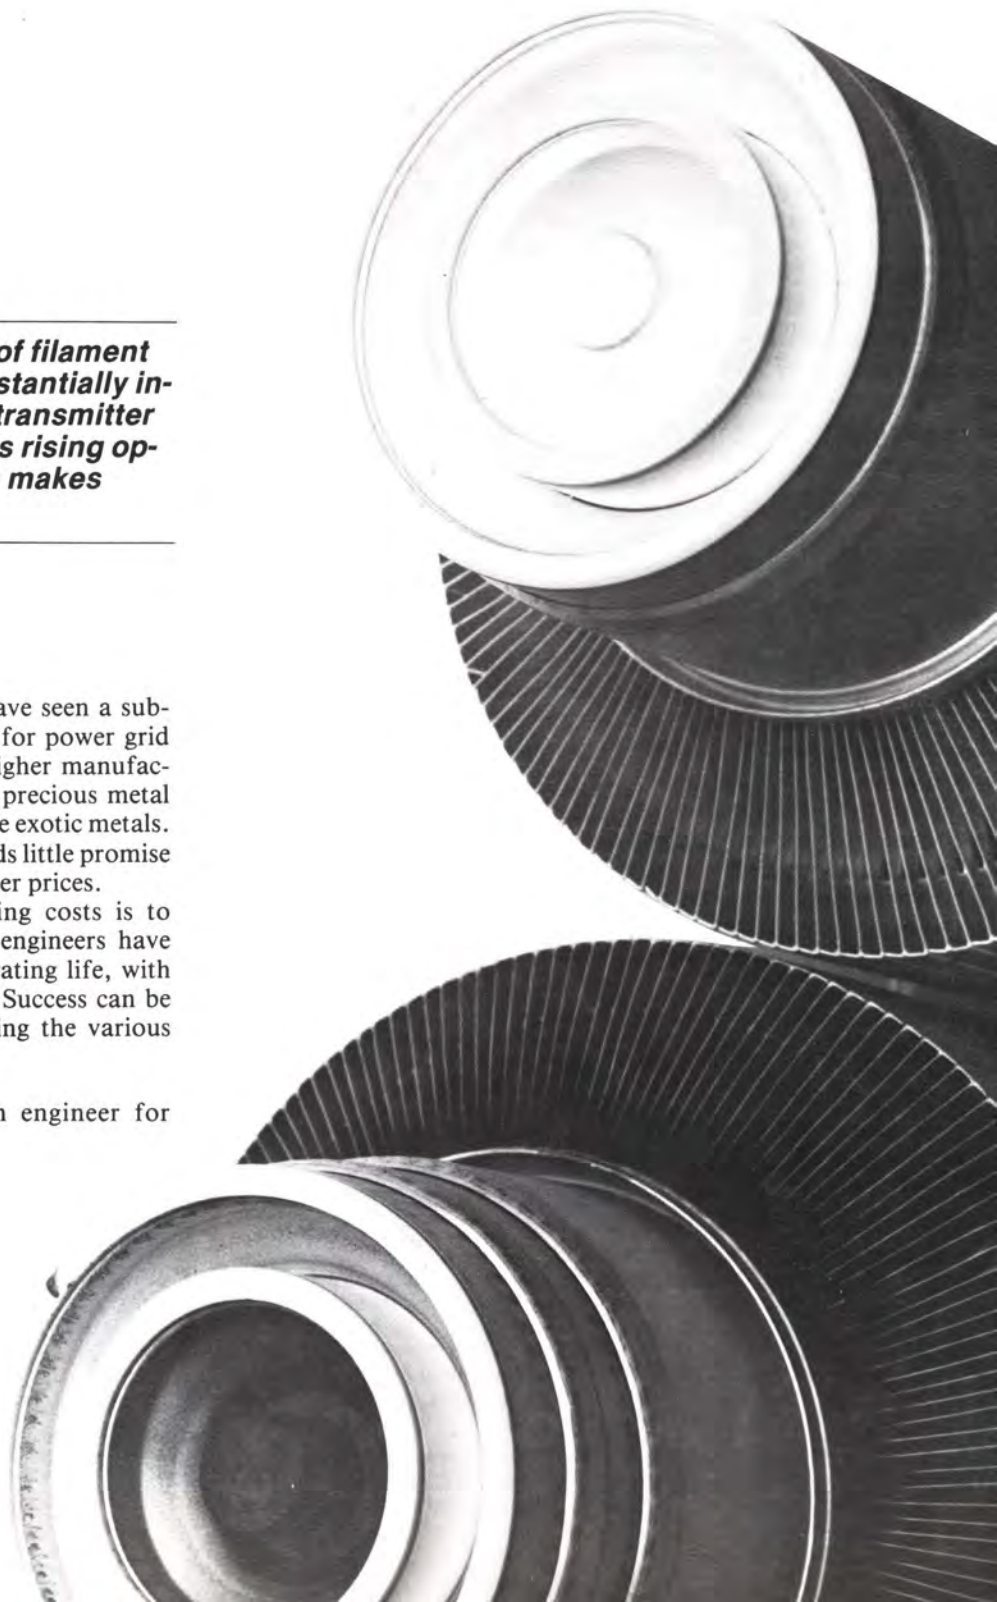 of filament
stantially in-
transmitter
s rising op-
makes
ave seen a sub-
for power grid
igher manufac-
precious metal
e exotic metals.
ds little promise
er prices.
ing costs is to
engineers have
ating life, with
Success can be
ing the various
engineer for